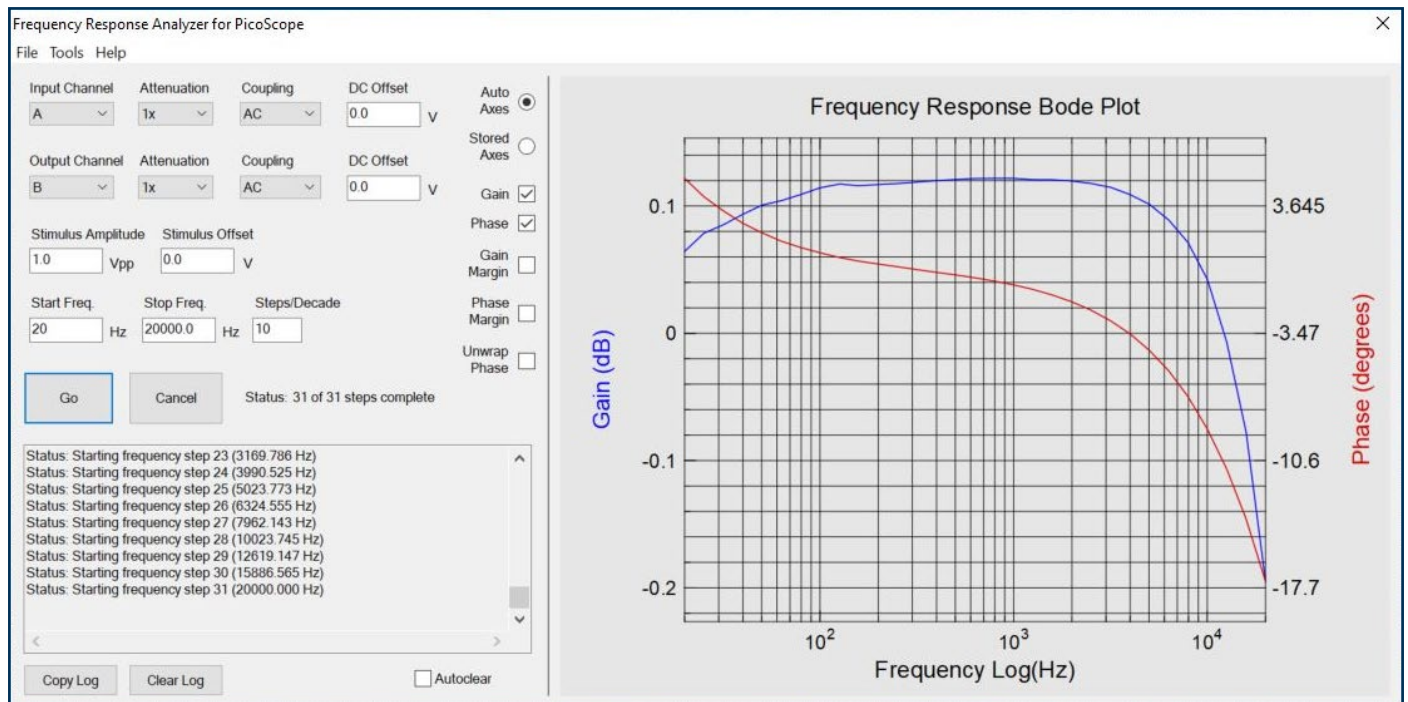 Frequency Response Analyzer for PicoScope
File Tools Help
Input Channel Attenuation Coupling DC Offset
A 1x AC 0.0 V
Output Channel Attenuation Coupling DC Offset
B 1x AC 0.0 V
Stimulus Amplitude Stimulus Offset
1.0 Vpp 0.0 V
Start Freq. Stop Freq. Steps/Decade
20 Hz 20000.0 Hz 10
Go Cancel Status: 31 of 31 steps complete
Auto
Axes
Stored
Axes
Gain
Phase
Gain
Margin
Phase
Margin
Unwrap
Phase
Status: Starting frequency step 23 (3169.786 Hz)
Status: Starting frequency step 24 (3990.525 Hz)
Status: Starting frequency step 25 (5023.773 Hz)
Status: Starting frequency step 26 (6324.555 Hz)
Status: Starting frequency step 27 (7962.143 Hz)
Status: Starting frequency step 28 (10023.745 Hz)
Status: Starting frequency step 29 (12619.147 Hz)
Status: Starting frequency step 30 (15886.565 Hz)
Status: Starting frequency step 31 (20000.000 Hz)
Copy Log Clear Log Autoclear
Frequency Response Bode Plot
Gain (dB)
0.1
0
-0.1
-0.2
3.645
-3.47
-10.6
-17.7
Phase (degrees)
10² 10³ 10⁴
Frequency Log(Hz)